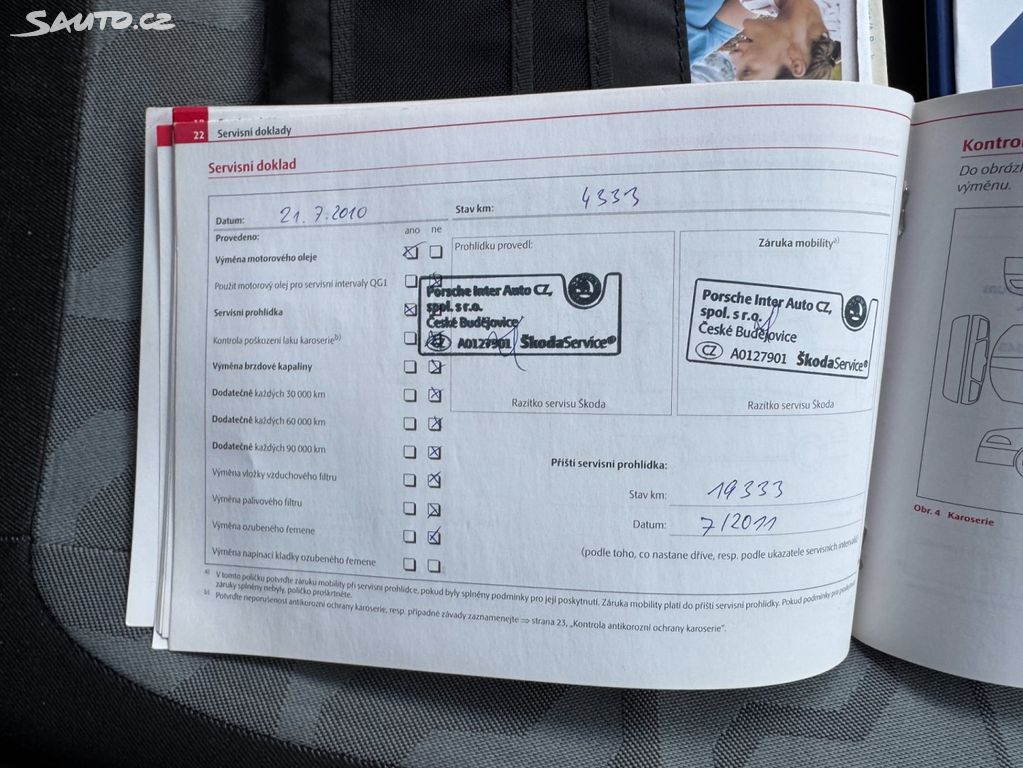 SAUTO.CZ
22 Servisní doklady
Servisní doklad
Datum: 21.7.2010
Stav km: 4333
Provedeno: ano ne
Výměna motorového oleje
Použit motorový olej pro servisní intervaly QG1
Servisní prohlídka
Kontrola poškození laku karoserie b)
Výměna brzdové kapaliny
Dodatečně každých 30 000 km
Dodatečně každých 60 000 km
Dodatečně každých 90 000 km
Výměna vložky vzduchového filtru
Výměna palivového filtru
Výměna ozubeného řemene
Výměna napínací kladky ozubeného řemene
Prohlídku provedl:
Porsche Inter Auto CZ,
spol. s r.o.
České Budějovice
CZ A0127901 ŠkodaService®
Razítko servisu Škoda
Záruka mobility a)
Porsche Inter Auto CZ,
spol. s r.o.
České Budějovice
CZ A0127901 ŠkodaService®
Razítko servisu Škoda
Příští servisní prohlídka:
Stav km: 19333
Datum: 7/2011
(podle toho, co nastane dříve, resp. podle ukazatele servisních intervalů)
a) V tomto políčku potvrďte záruku mobility při servisní prohlídce, pokud byly splněny podmínky pro její poskytnutí. Záruka mobility platí do příští servisní prohlídky. Pokud podmínky pro poskytnutí
záruky splněny nebyly, políčko proškrtněte.
b) Potvrďte neporušenost antikorozní ochrany karoserie, resp. případné závady zaznamenejte ⇒ strana 23, „Kontrola antikorozní ochrany karoserie“.
Do obráz
výměnu.
Obr. 4 Karoserie